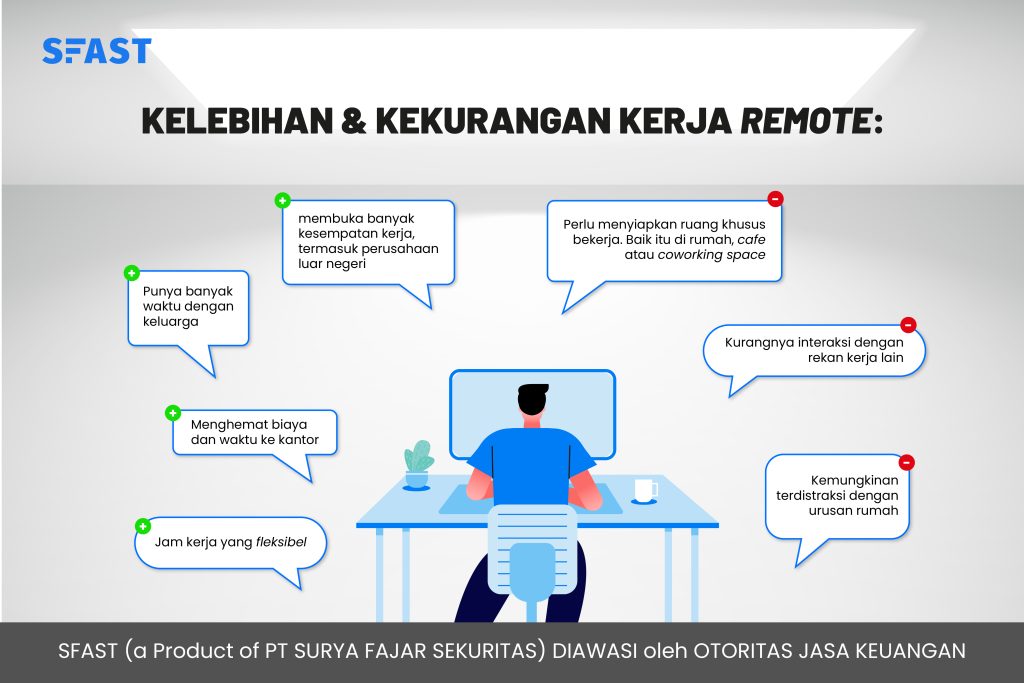 SFAST
KELEBIHAN & KEKURANGAN KERJA REMOTE:
membuka banyak
kesempatan kerja,
termasuk perusahaan
luar negeri
Perlu menyiapkan ruang khusus
bekerja. Baik itu di rumah, cafe
atau coworking space
Punya banyak
waktu dengan
keluarga
Kurangnya interaksi dengan
rekan kerja lain
Menghemat biaya
dan waktu ke kantor
Kemungkinan
terdistraksi dengan
urusan rumah
Jam kerja yang fleksibel
SFAST (a Product of PT SURYA FAJAR SEKURITAS) DIAWASI oleh OTORITAS JASA KEUANGAN